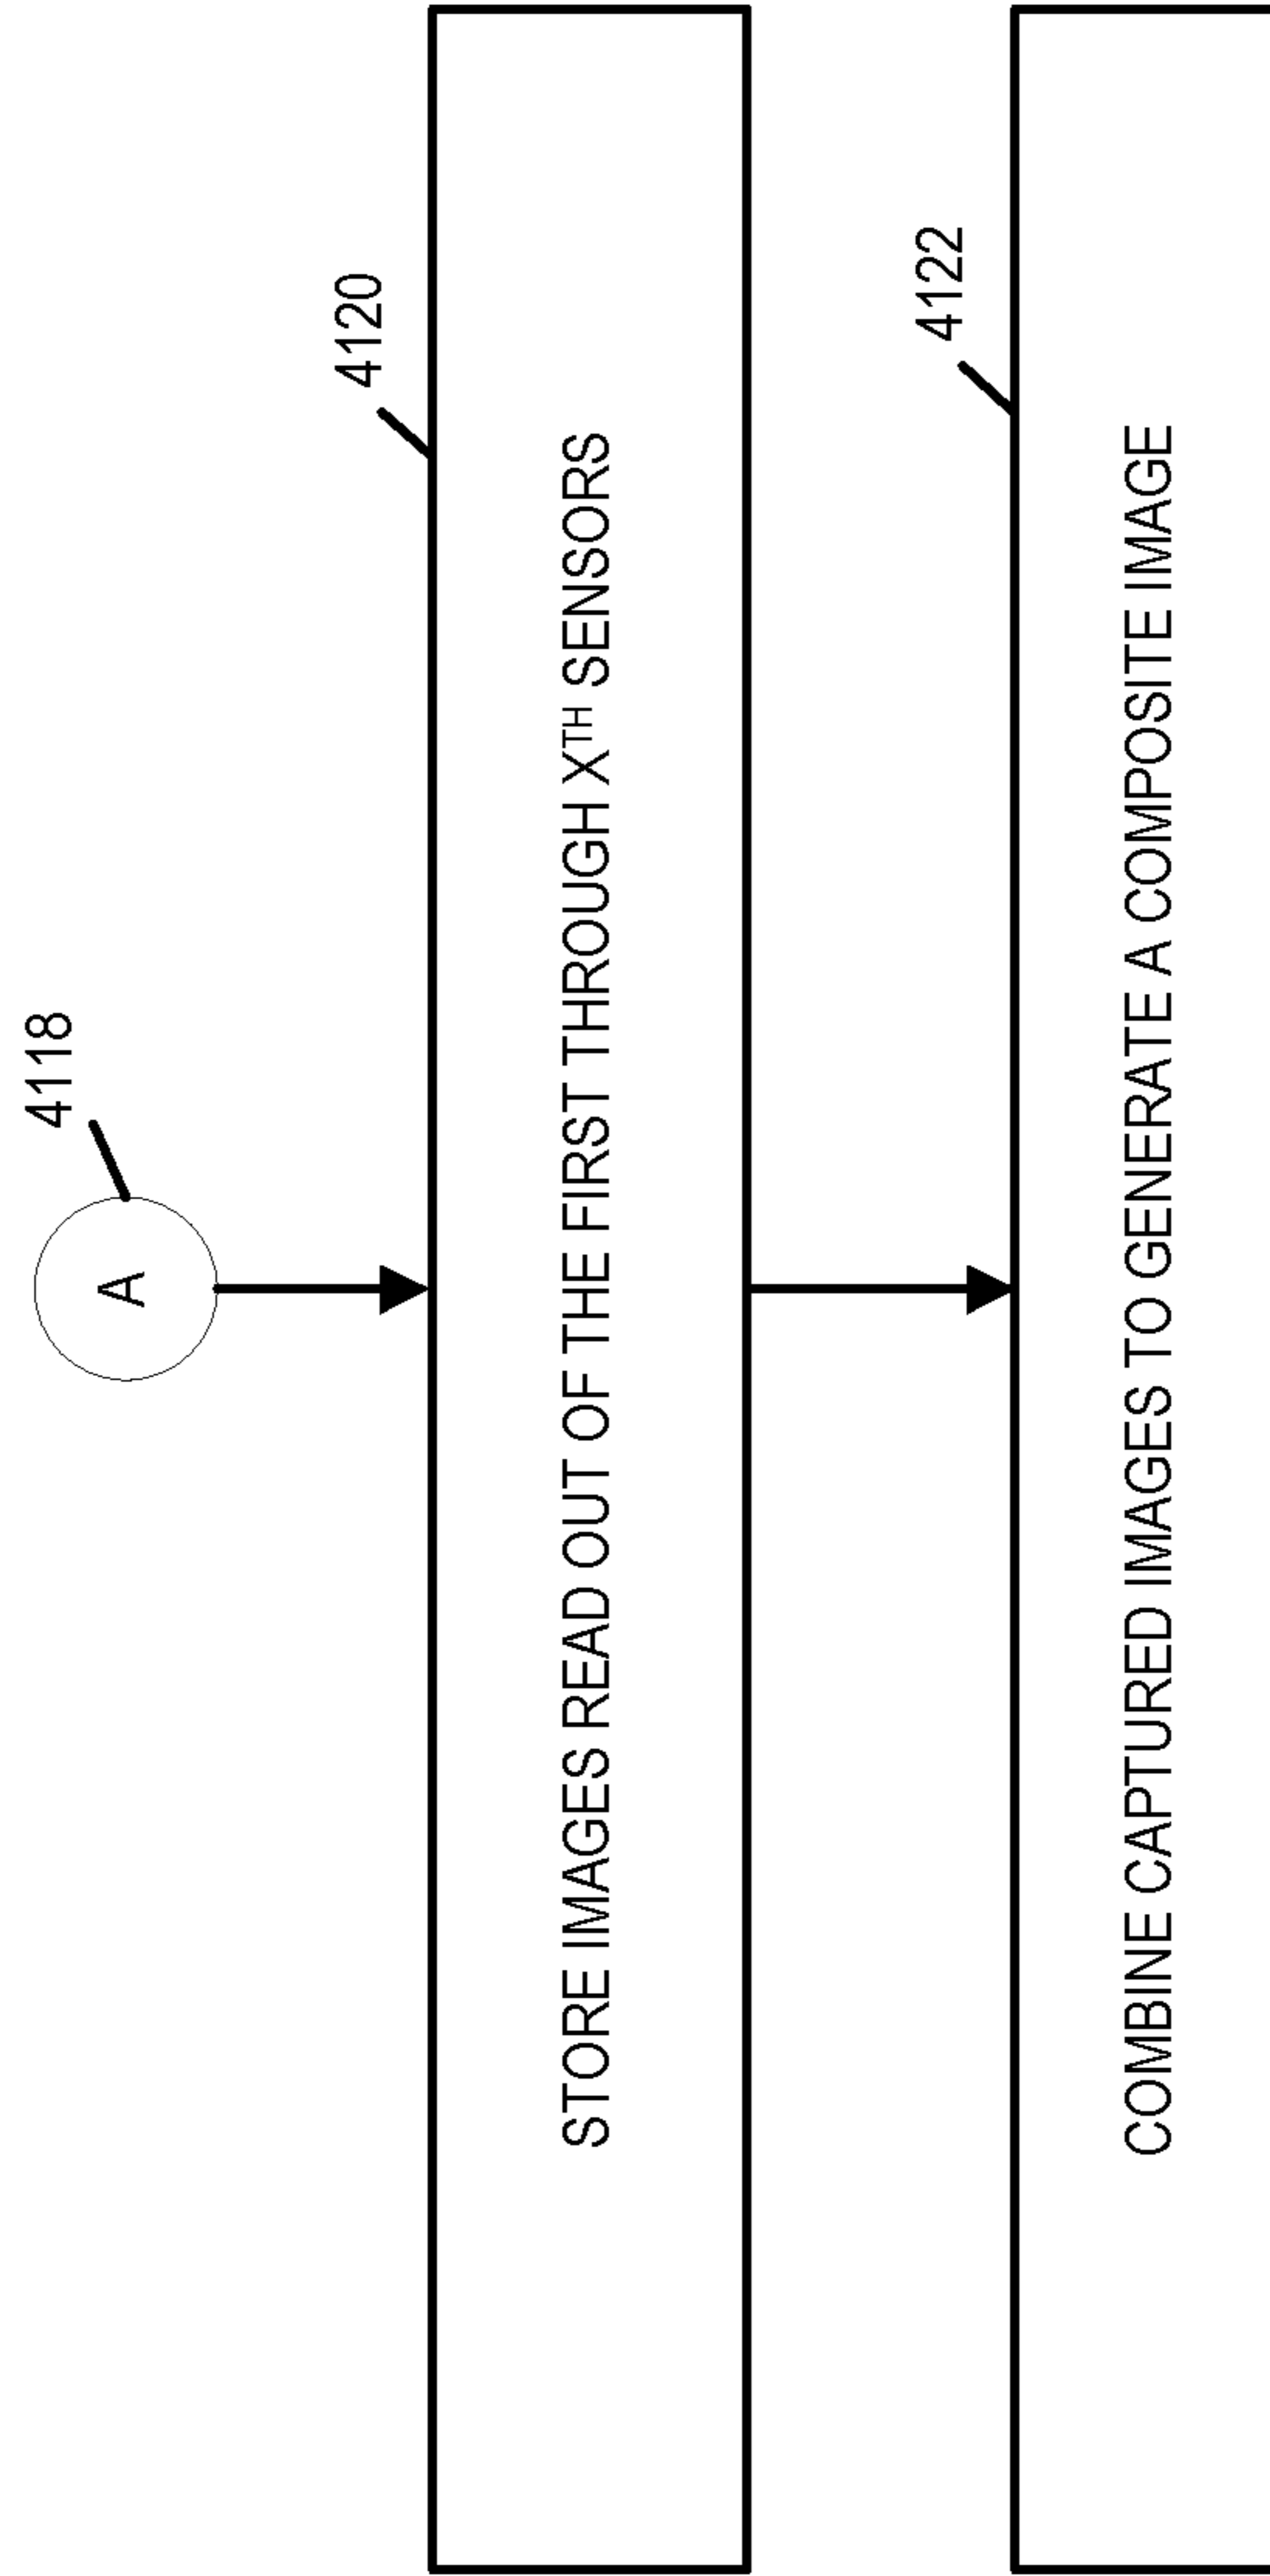 4118
A
4120
STORE IMAGES READ OUT OF THE FIRST THROUGH XTH SENSORS
4122
COMBINE CAPTURED IMAGES TO GENERATE A COMPOSITE IMAGE